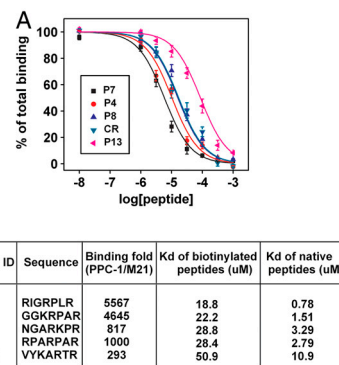 A
% of total binding
100
80
60
40
20
0
P7
P4
P8
CR
P13
-8 -7 -6 -5 -4 -3
log[peptide]
ID Sequence Binding fold (PPC-1/M21) Kd of biotinylated peptides (uM) Kd of native peptides (uM
RIGRPLR 5567 18.8 0.78
GGKRPAR 4645 22.2 1.51
NGARKPR 817 28.8 3.29
RPARPAR 1000 28.4 2.79
VYKARTR 293 50.9 10.9